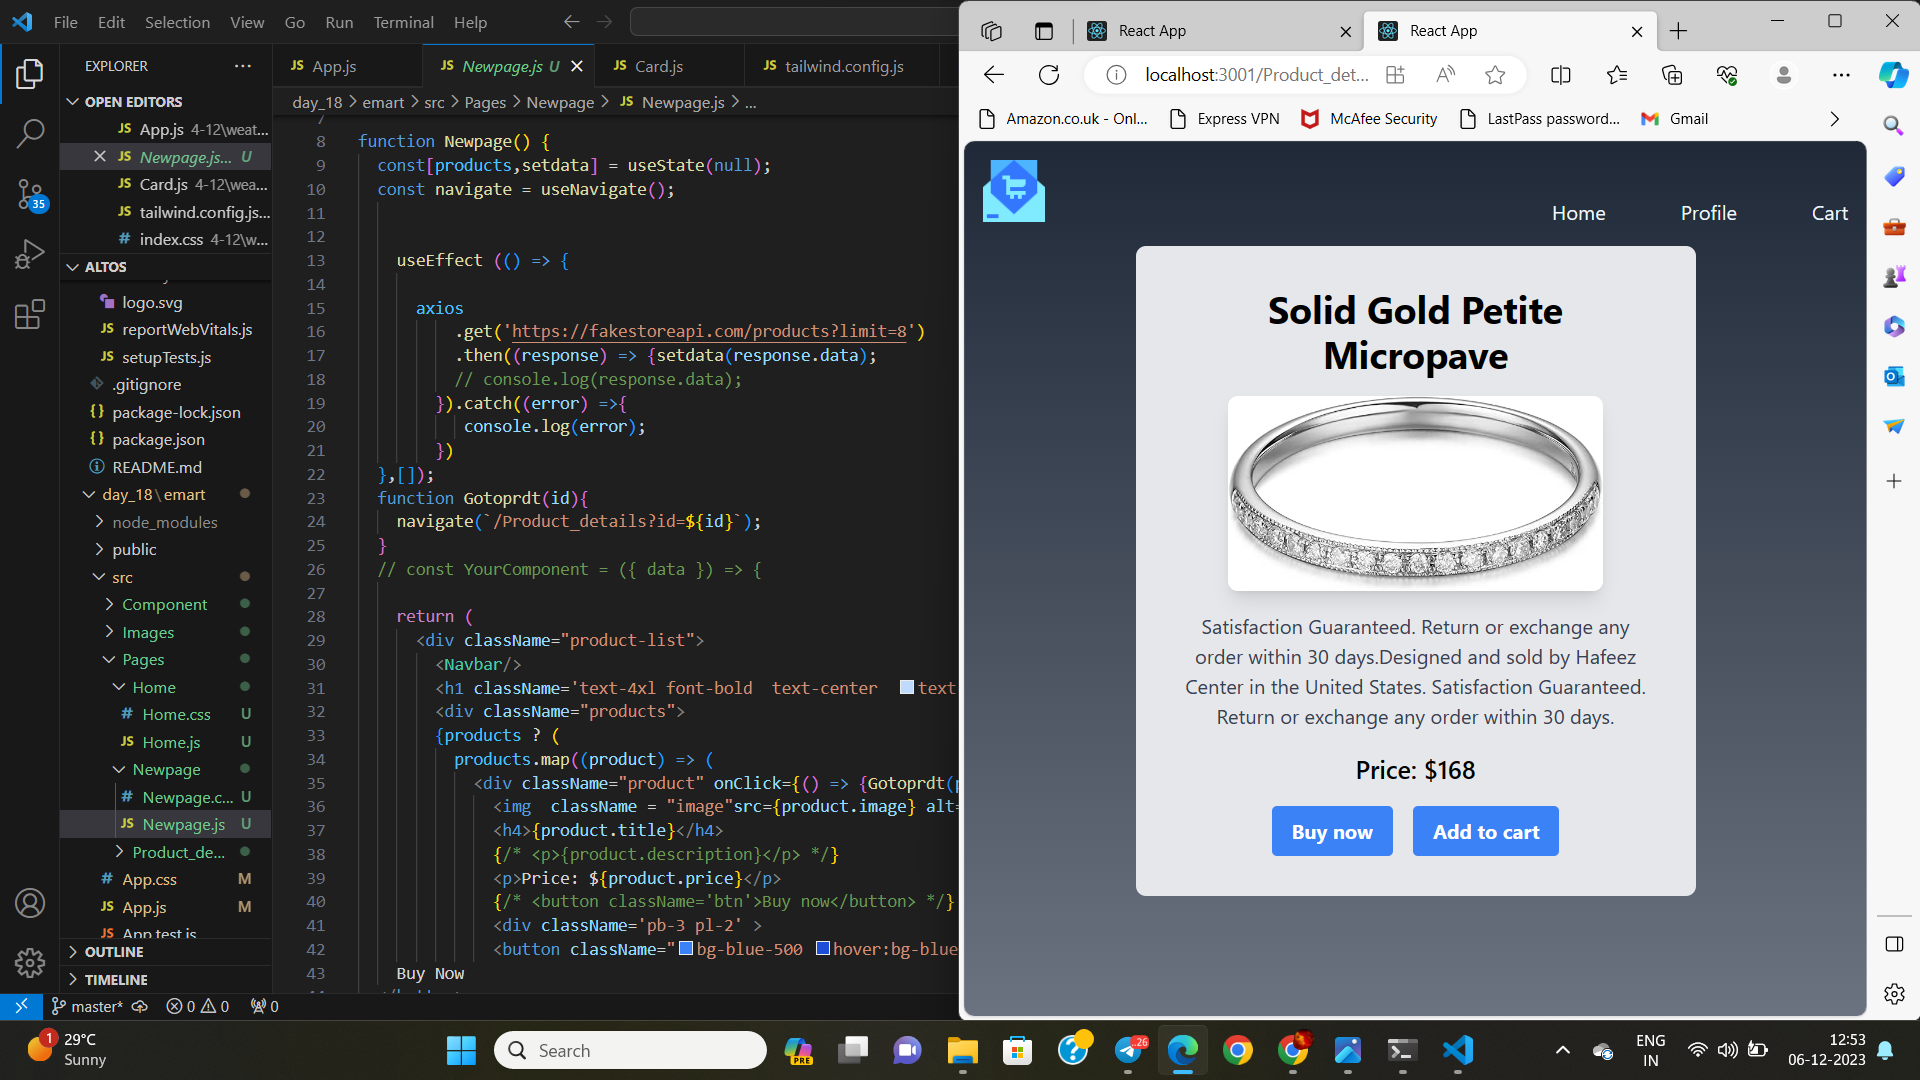 File Edit Selection View Go Run Terminal Help
EXPLORER
OPEN EDITORS
App.js 4-12\weat...
Newpage.js... U
Card.js 4-12\wea...
tailwind.config.js...
index.css 4-12\w...
ALTOS
logo.svg
reportWebVitals.js
setupTests.js
.gitignore
package-lock.json
package.json
README.md
day_18\emart
node_modules
public
src
Component
Images
Pages
Home
Home.css U
Home.js U
Newpage
Newpage.c... U
Newpage.js U
Product_de...
App.css M
App.js M
App.test.js
OUTLINE
TIMELINE
35
App.js
Newpage.js U
Card.js
tailwind.config.js
day_18 > emart > src > Pages > Newpage > JS Newpage.js > ...
7
8 function Newpage() {
9 const[products,setdata] = useState(null);
10 const navigate = useNavigate();
11
12
13 useEffect (() => {
14
15 axios
16 .get('https://fakestoreapi.com/products?limit=8')
17 .then((response) => {setdata(response.data);
18 // console.log(response.data);
19 }).catch((error) =>{
20 console.log(error);
21 })
22 },[]);
23 function Gotoprdt(id){
24 navigate(`/Product_details?id=${id}`);
25 }
26 // const YourComponent = ({ data }) => {
27
28 return (
29 <div className="product-list">
30 <Navbar/>
31 <h1 className='text-4xl font-bold text-center text
32 <div className="products">
33 {products ? (
34 products.map((product) => (
35 <div className="product" onClick={() => {Gotoprdt(
36 <img className = "image"src={product.image} alt=
37 <h4>{product.title}</h4>
38 {/* <p>{product.description}</p> */}
39 <p>Price: ${product.price}</p>
40 {/* <button className='btn'>Buy now</button> */}
41 <div className='pb-3 pl-2' >
42 <button className="bg-blue-500 hover:bg-blue
43 Buy Now
master* 0 0 0
React App
React App
localhost:3001/Product_det...
Amazon.co.uk - Onl...
Express VPN
McAfee Security
LastPass password...
Gmail
Home Profile Cart
Solid Gold Petite
Micropave
Satisfaction Guaranteed. Return or exchange any
order within 30 days.Designed and sold by Hafeez
Center in the United States. Satisfaction Guaranteed.
Return or exchange any order within 30 days.
Price: $168
Buy now Add to cart
1
29°C
Sunny
Search
PRE
.26
ENG
IN
12:53
06-12-2023